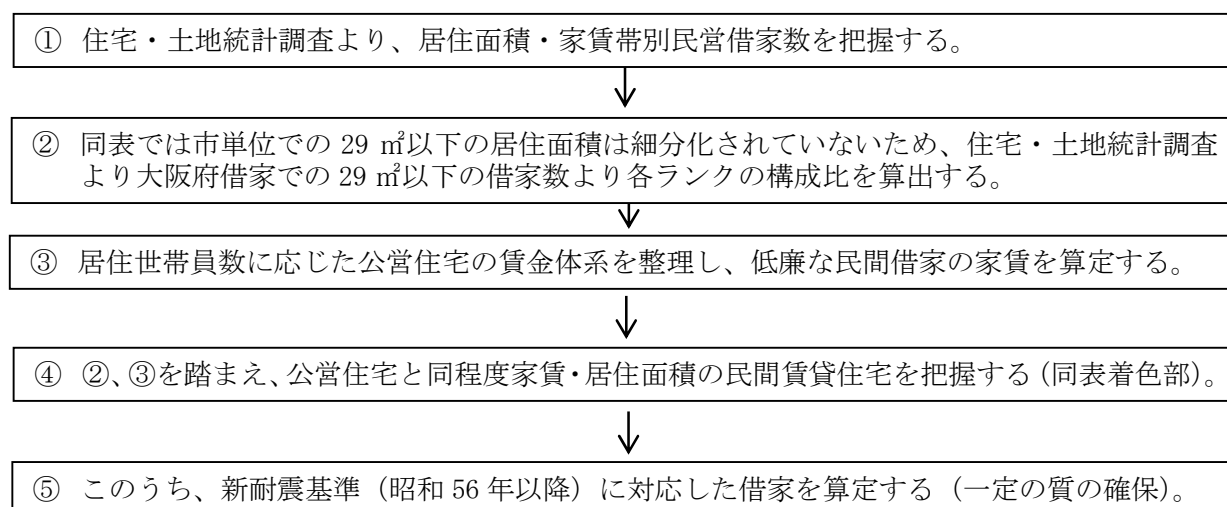 ① 住宅・土地統計調査より、居住面積・家賃帯別民営借家数を把握する。
② 同表では市単位での 29 ㎡以下の居住面積は細分化されていないため、住宅・土地統計調査
より大阪府借家での 29 ㎡以下の借家数より各ランクの構成比を算出する。
③ 居住世帯員数に応じた公営住宅の賃金体系を整理し、低廉な民間借家の家賃を算定する。
④ ②、③を踏まえ、公営住宅と同程度家賃・居住面積の民間賃貸住宅を把握する（同表着色部）。
⑤ このうち、新耐震基準（昭和 56 年以降）に対応した借家を算定する（一定の質の確保）。